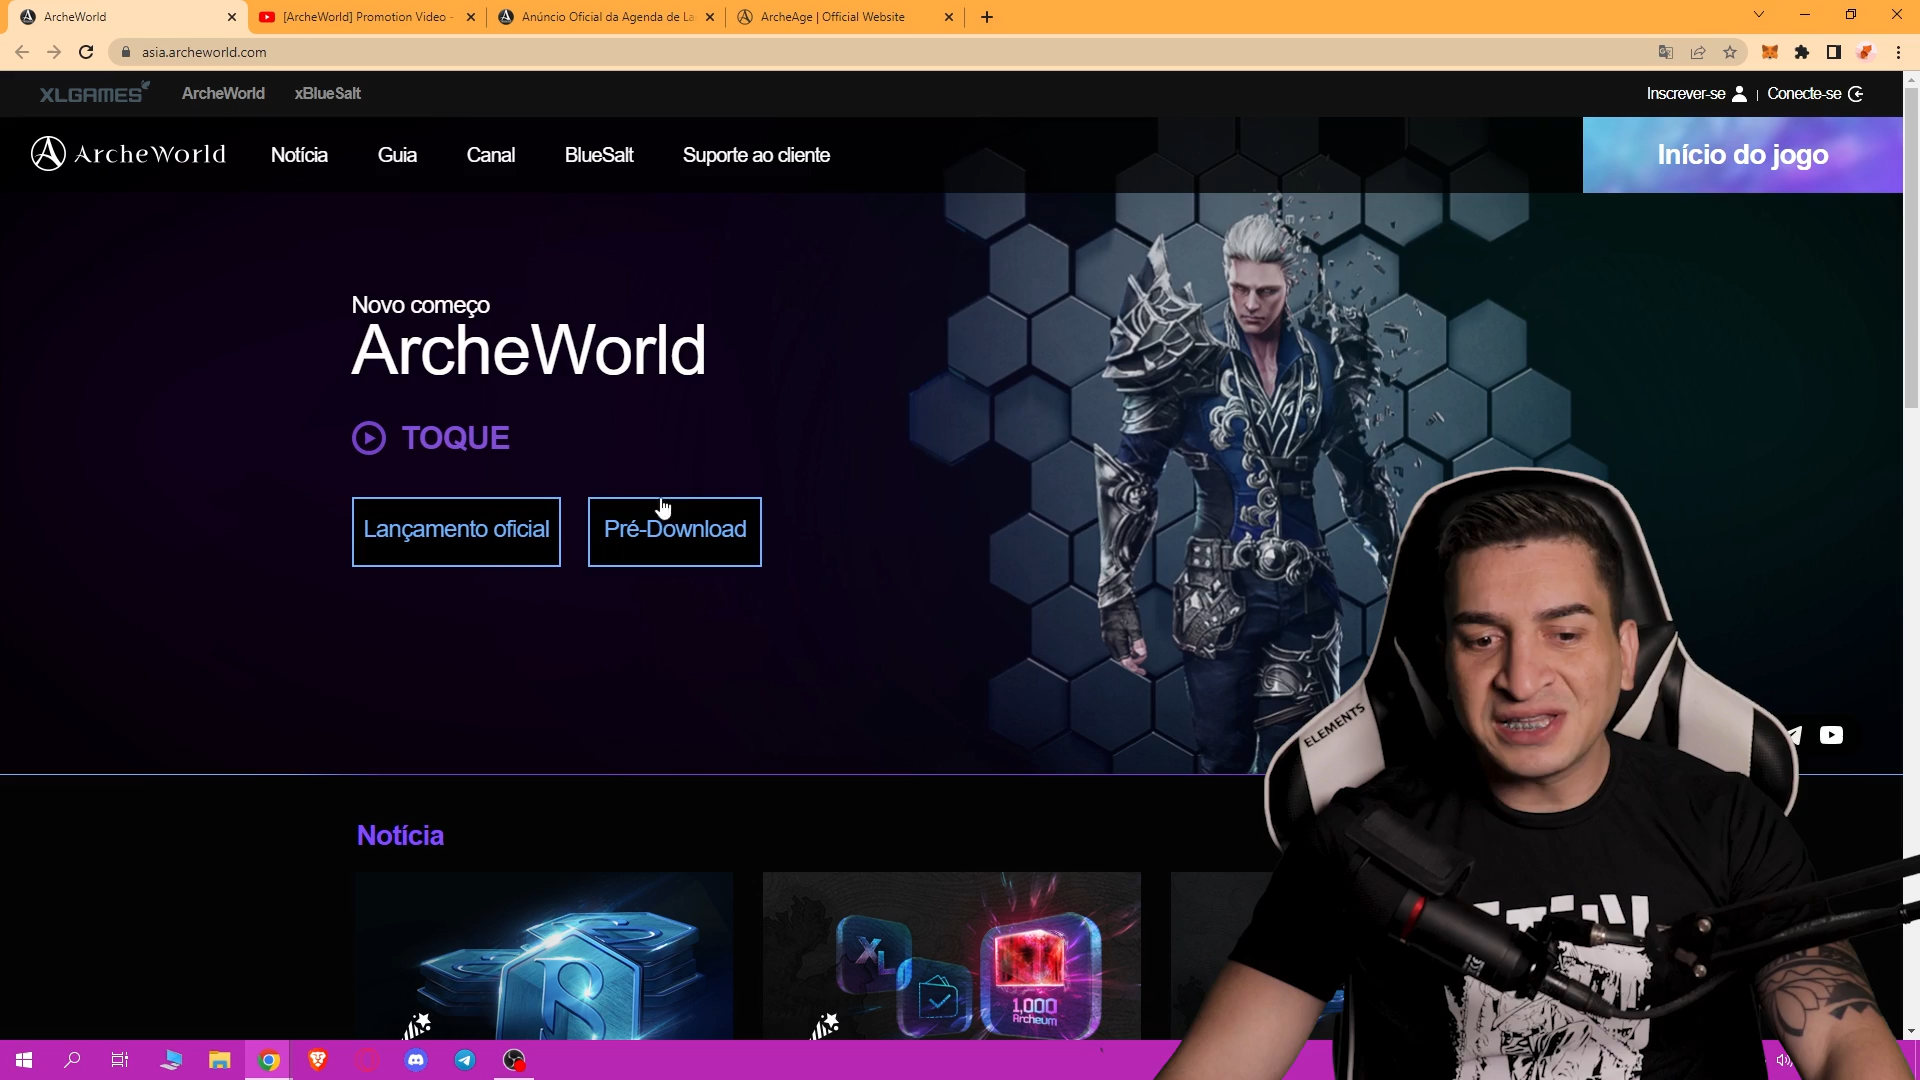 ArcheWorld
[ArcheWorld] Promotion Video -
Anúncio Oficial da Agenda de La
ArcheAge | Official Website
asia.archeworld.com
XLGAMES
ArcheWorld
xBlueSalt
Inscrever-se
|
Conecte-se
ArcheWorld
Notícia
Guia
Canal
BlueSalt
Suporte ao cliente
Início do jogo
Novo começo
ArcheWorld
TOQUE
Lançamento oficial
Pré-Download
ELEMENTS
Notícia
XL
1,000
Archeum